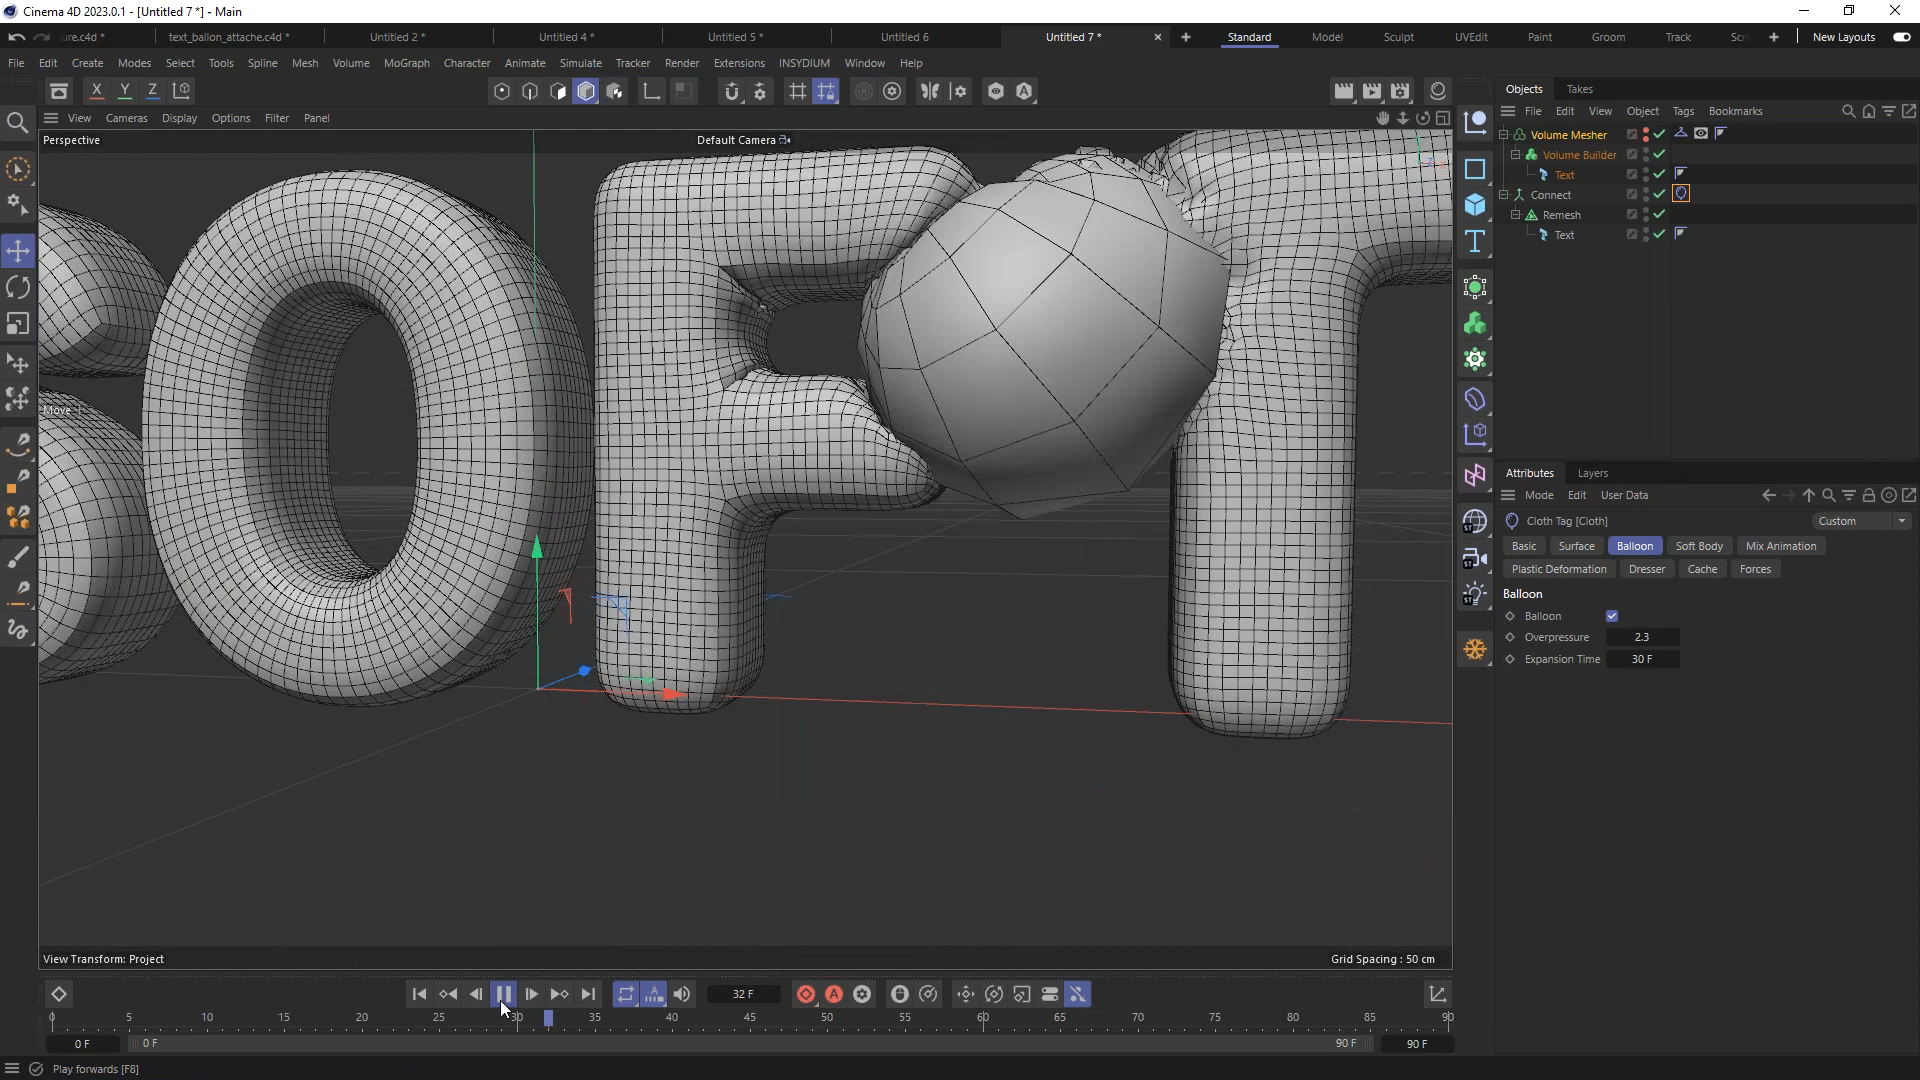 Cinema 4D 2023.0.1 - [Untitled 7 *] - Main
ure.c4d *
text_ballon_attache.c4d *
Untitled 2 *
Untitled 4 *
Untitled 5 *
Untitled 6
Untitled 7 *
Standard
Model
Sculpt
UVEdit
Paint
Groom
Track
Scr
New Layouts
File Edit Create Modes Select Tools Spline Mesh Volume MoGraph Character Animate Simulate Tracker Render Extensions INSYDIUM Window Help
X Y Z
View Cameras Display Options Filter Panel
Perspective
Default Camera
Move
View Transform: Project
Grid Spacing : 50 cm
Objects Takes
File Edit View Object Tags Bookmarks
Volume Mesher
Volume Builder
Text
Connect
Remesh
Text
Attributes Layers
Mode Edit User Data
Cloth Tag [Cloth]
Custom
Basic Surface Balloon Soft Body Mix Animation
Plastic Deformation Dresser Cache Forces
Balloon
Balloon
Overpressure 2.3
Expansion Time 30 F
32 F
0 5 10 15 20 25 30 35 40 45 50 55 60 65 70 75 80 85 90
0 F
0 F
90 F
90 F
Play forwards [F8]